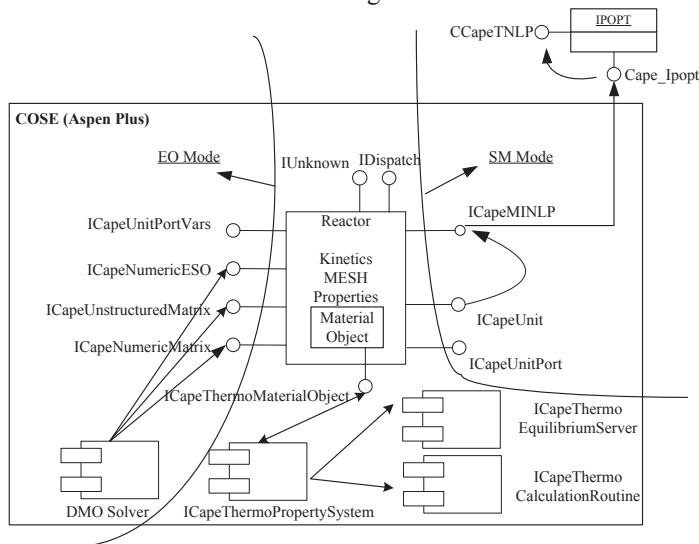 IPOPT
CCapeTNLP
Cape_Ipopt
COSE (Aspen Plus)
EO Mode
IUnknown
IDispatch
SM Mode
ICapeUnitPortVars
Reactor
ICapeMINLP
ICapeNumericESO
Kinetics
MESH
Properties
ICapeUnstructuredMatrix
Material
Object
ICapeUnit
ICapeNumericMatrix
ICapeUnitPort
ICapeThermoMaterialObject
ICapeThermo
EquilibriumServer
ICapeThermo
CalculationRoutine
DMO Solver
ICapeThermoPropertySystem